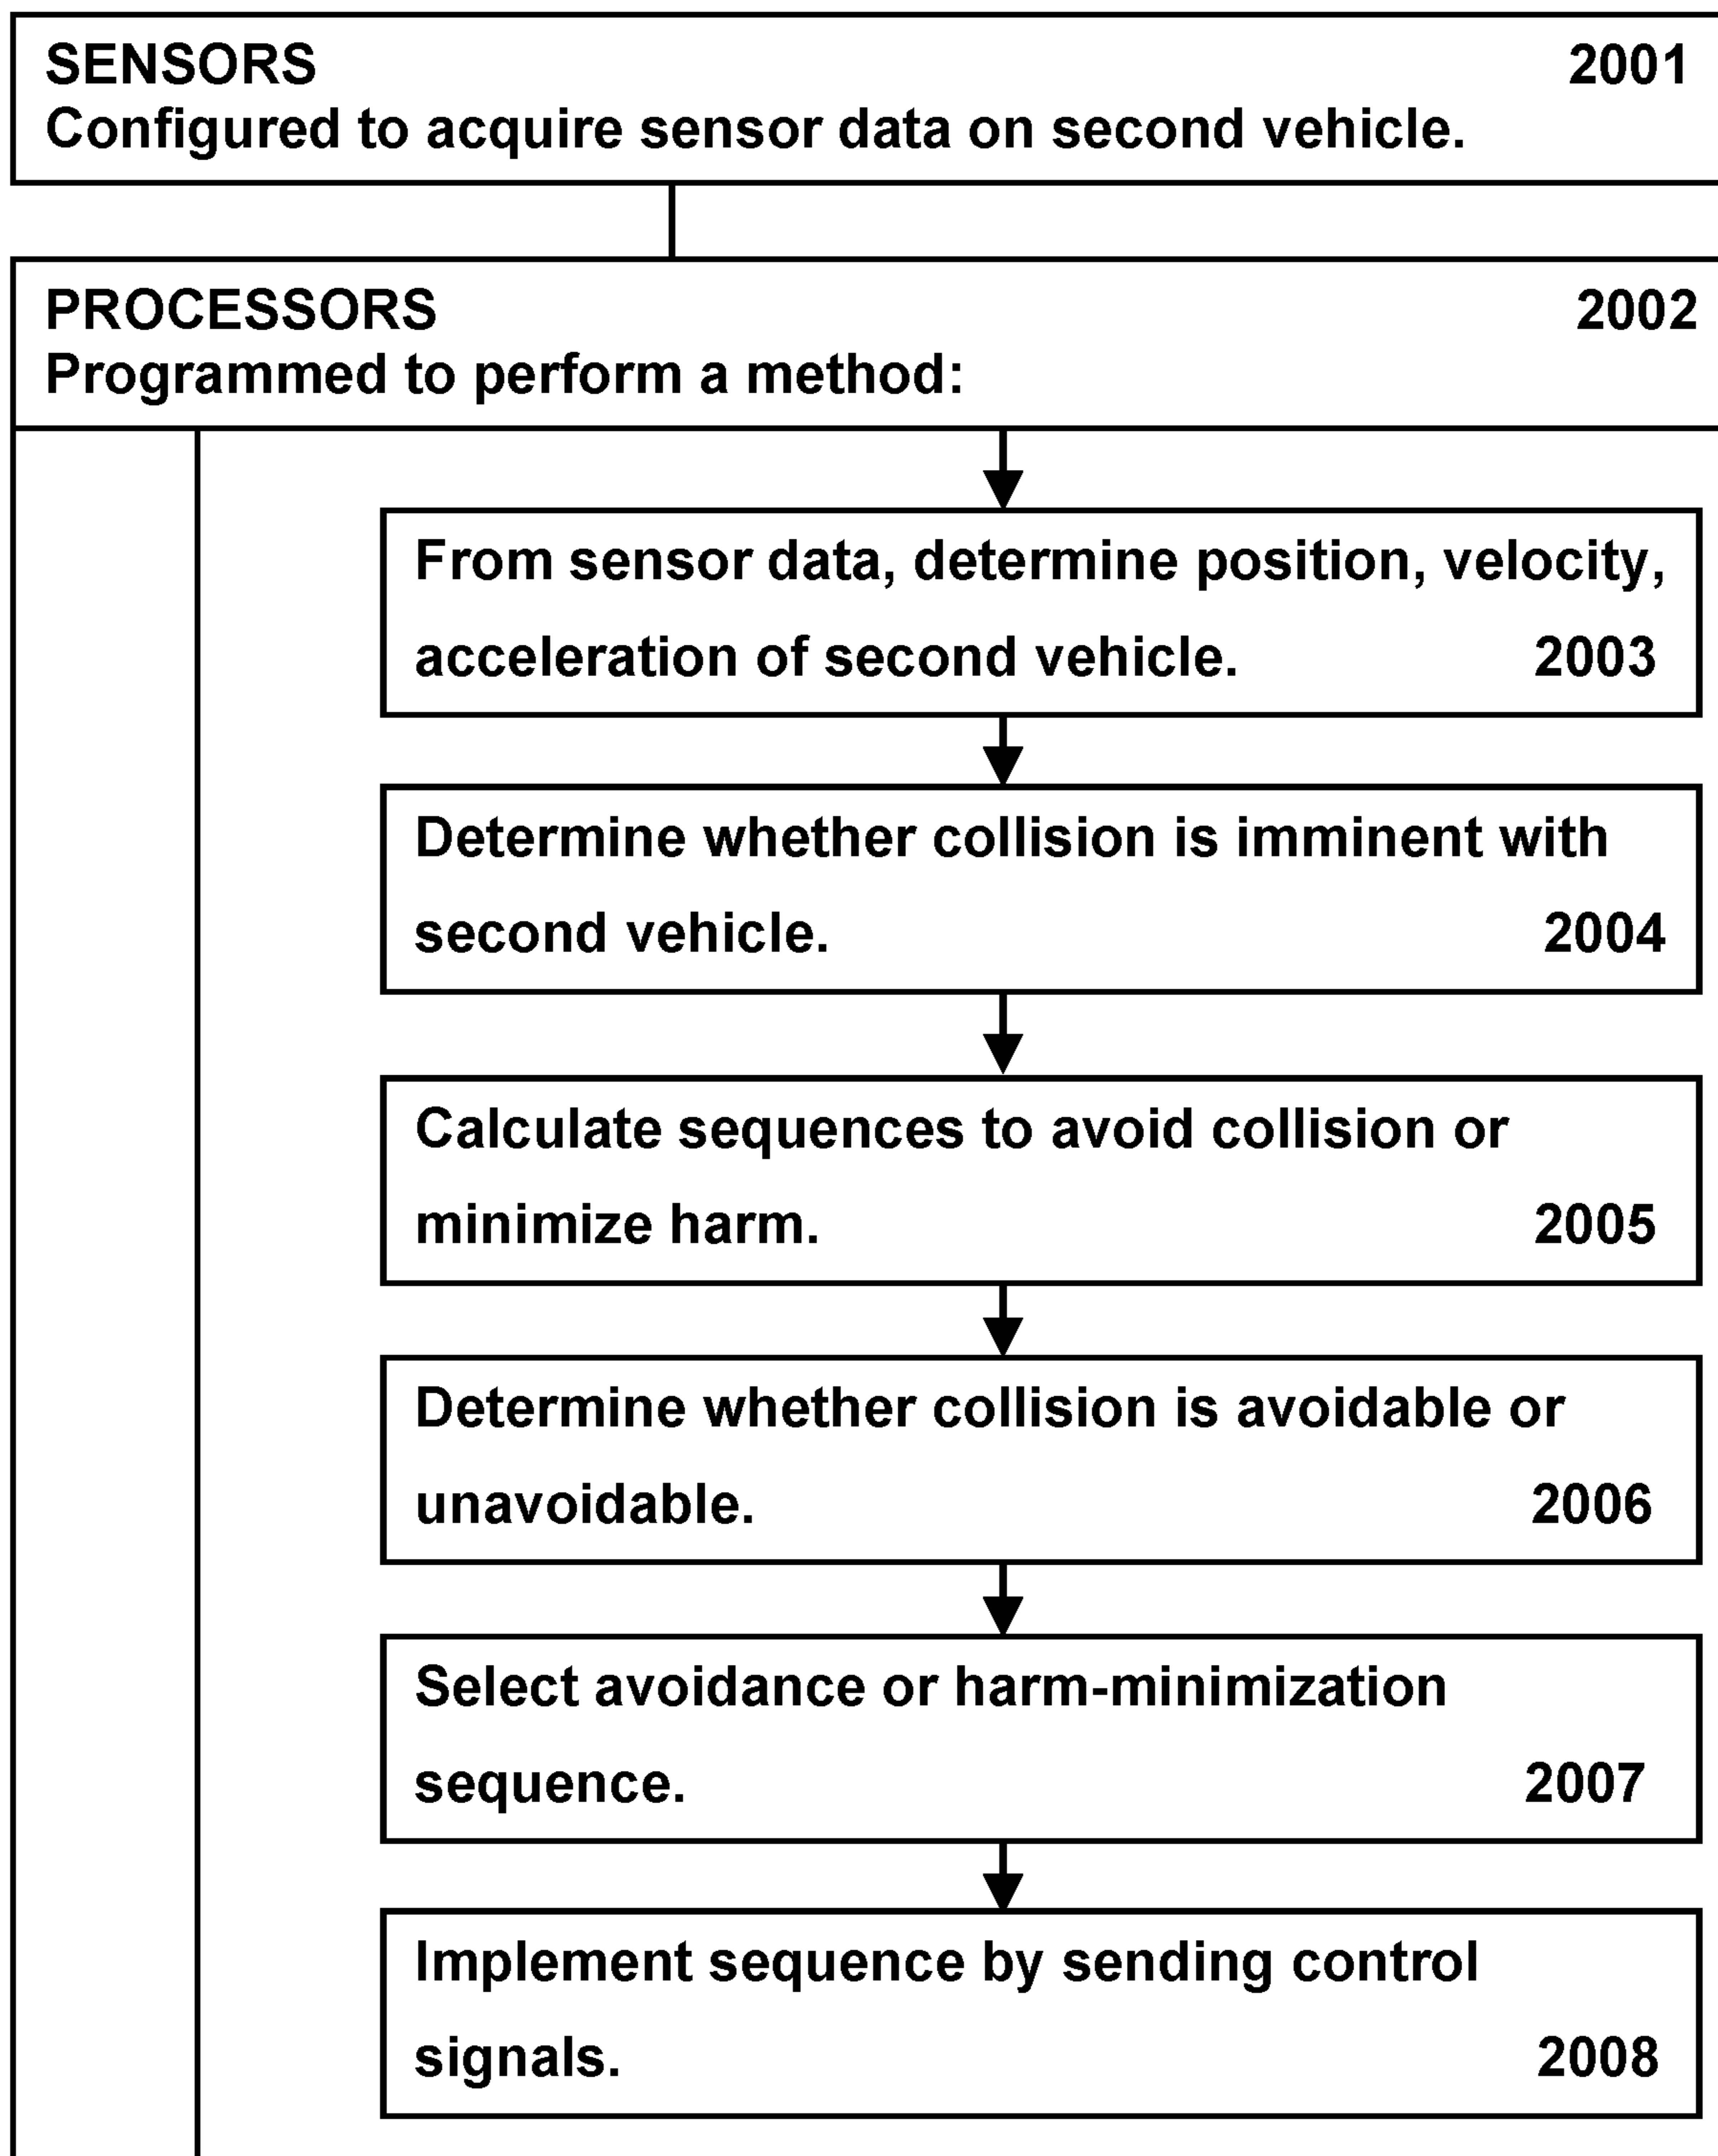 SENSORS 2001
Configured to acquire sensor data on second vehicle.
PROCESSORS 2002
Programmed to perform a method:
From sensor data, determine position, velocity,
acceleration of second vehicle. 2003
Determine whether collision is imminent with
second vehicle. 2004
Calculate sequences to avoid collision or
minimize harm. 2005
Determine whether collision is avoidable or
unavoidable. 2006
Select avoidance or harm-minimization
sequence. 2007
Implement sequence by sending control
signals. 2008